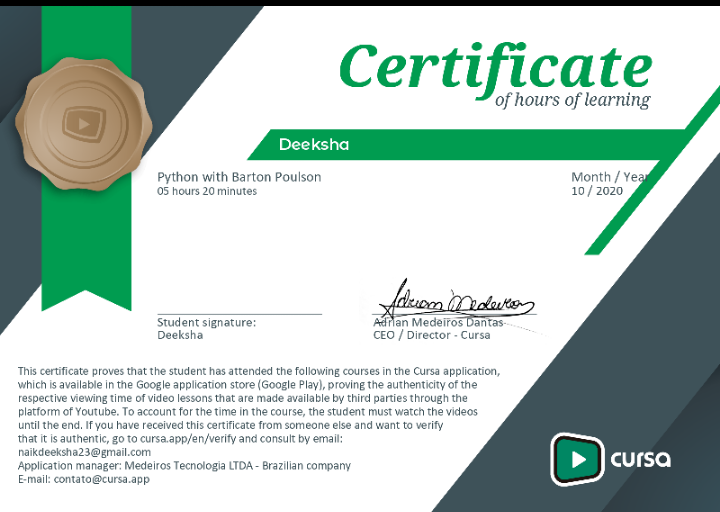 Certificate
of hours of learning
Deeksha
Python with Barton Poulson
05 hours 20 minutes
Month / Year
10 / 2020
Adrian Medeiros
Student signature:
Deeksha
Adrian Medeiros Dantas
CEO / Director - Cursa
This certificate proves that the student has attended the following courses in the Cursa application,
which is available in the Google application store (Google Play), proving the authenticity of the
respective viewing time of video lessons that are made available by third parties through the
platform of Youtube. To account for the time in the course, the student must watch the videos
until the end. If you have received this certificate from someone else and want to verify
that it is authentic, go to cursa.app/en/verify and consult by email:
naikdeeksha23@gmail.com
Application manager: Medeiros Tecnologia LTDA - Brazilian company
E-mail: contato@cursa.app
cursa